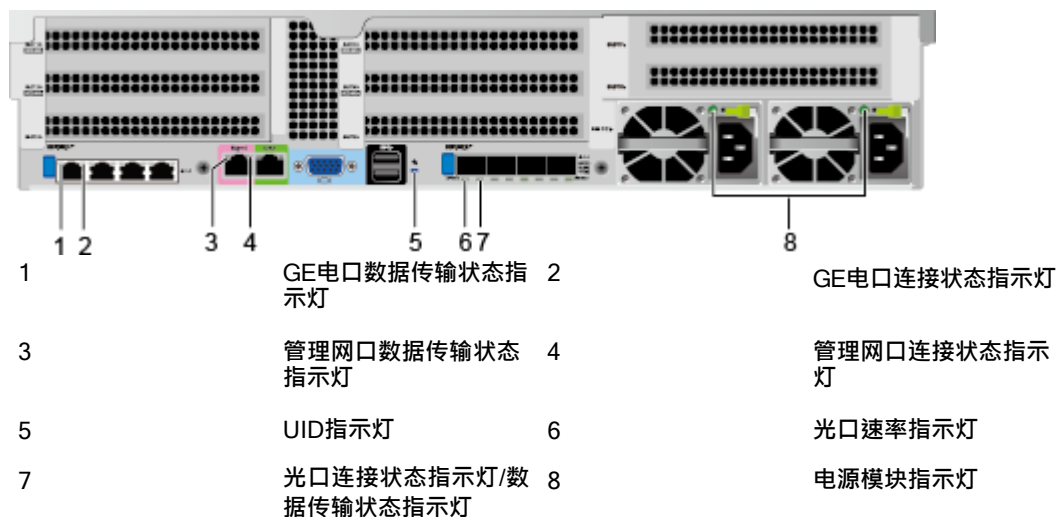 1 2 3 4 5 6 7 8
1 GE电口数据传输状态指 2 GE电口连接状态指示灯
示灯
3 管理网口数据传输状态 4 管理网口连接状态指示
指示灯 灯
5 UID指示灯 6 光口速率指示灯
7 光口连接状态指示灯/数 8 电源模块指示灯
据传输状态指示灯